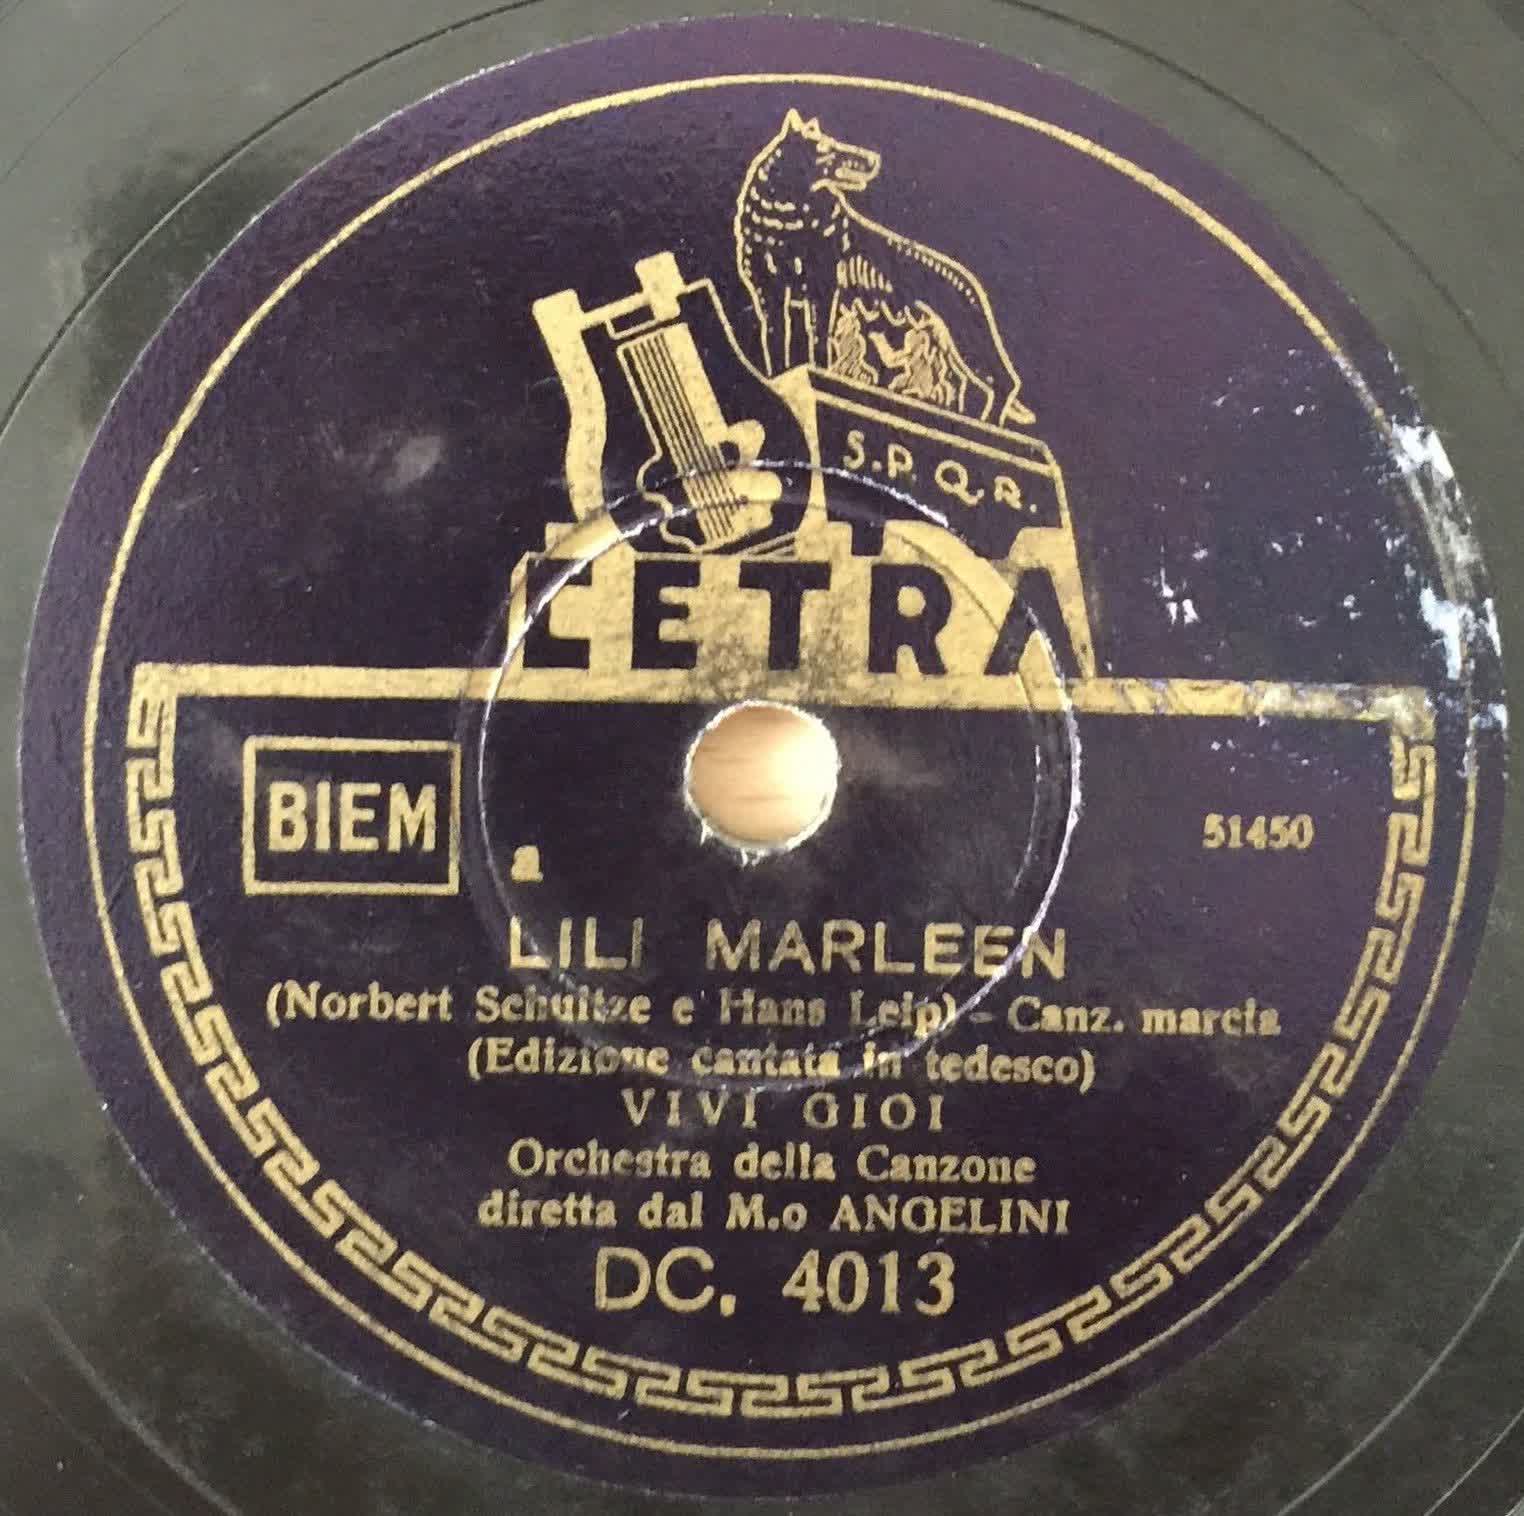 S.P.Q.R.
CETRA
BIEM
51450
a
LILI MARLEEN
(Norbert Schultze e Hans Leip) - Canz. marcia
(Edizione cantata in tedesco)
VIVI GIOI
Orchestra della Canzone
diretta dal M.o ANGELINI
DC. 4013